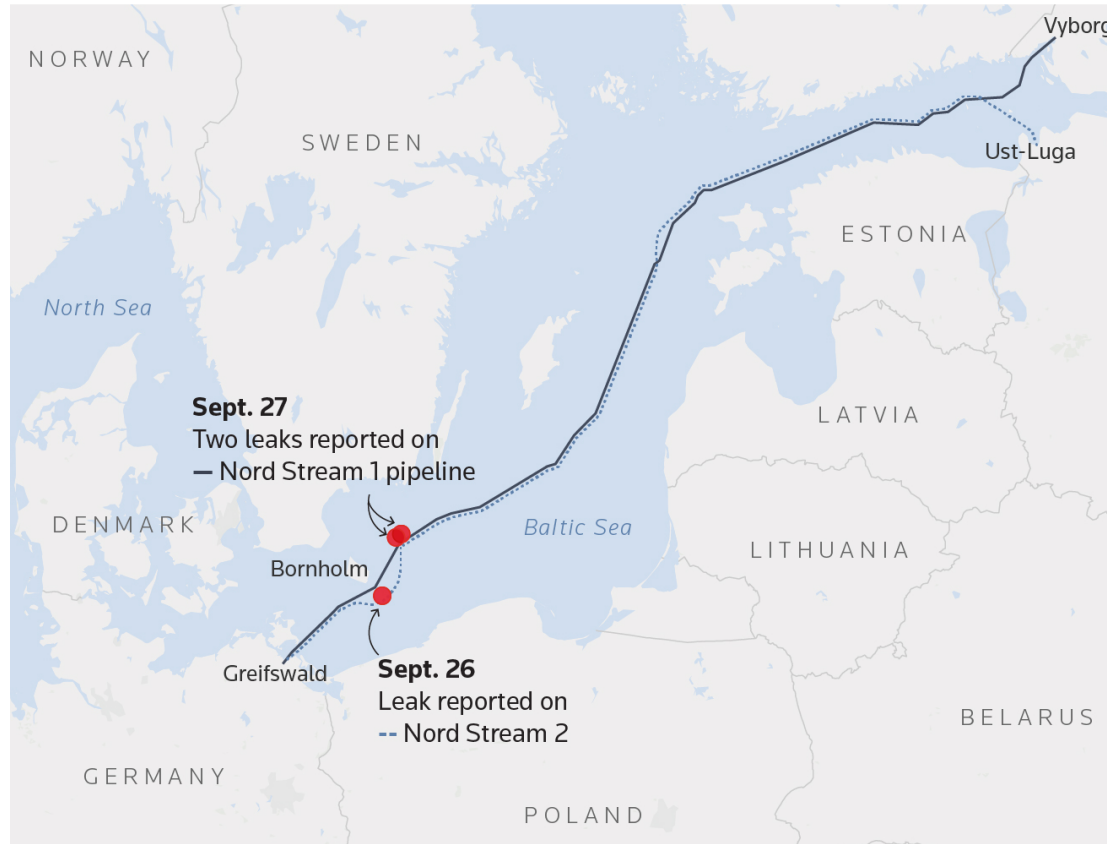 Vyborg
NORWAY
SWEDEN
Ust-Luga
ESTONIA
North Sea
Sept. 27
Two leaks reported on
Nord Stream 1 pipeline
LATVIA
DENMARK
Baltic Sea
LITHUANIA
Bornholm
Greifswald
Sept. 26
Leak reported on
Nord Stream 2
BELARUS
GERMANY
POLAND